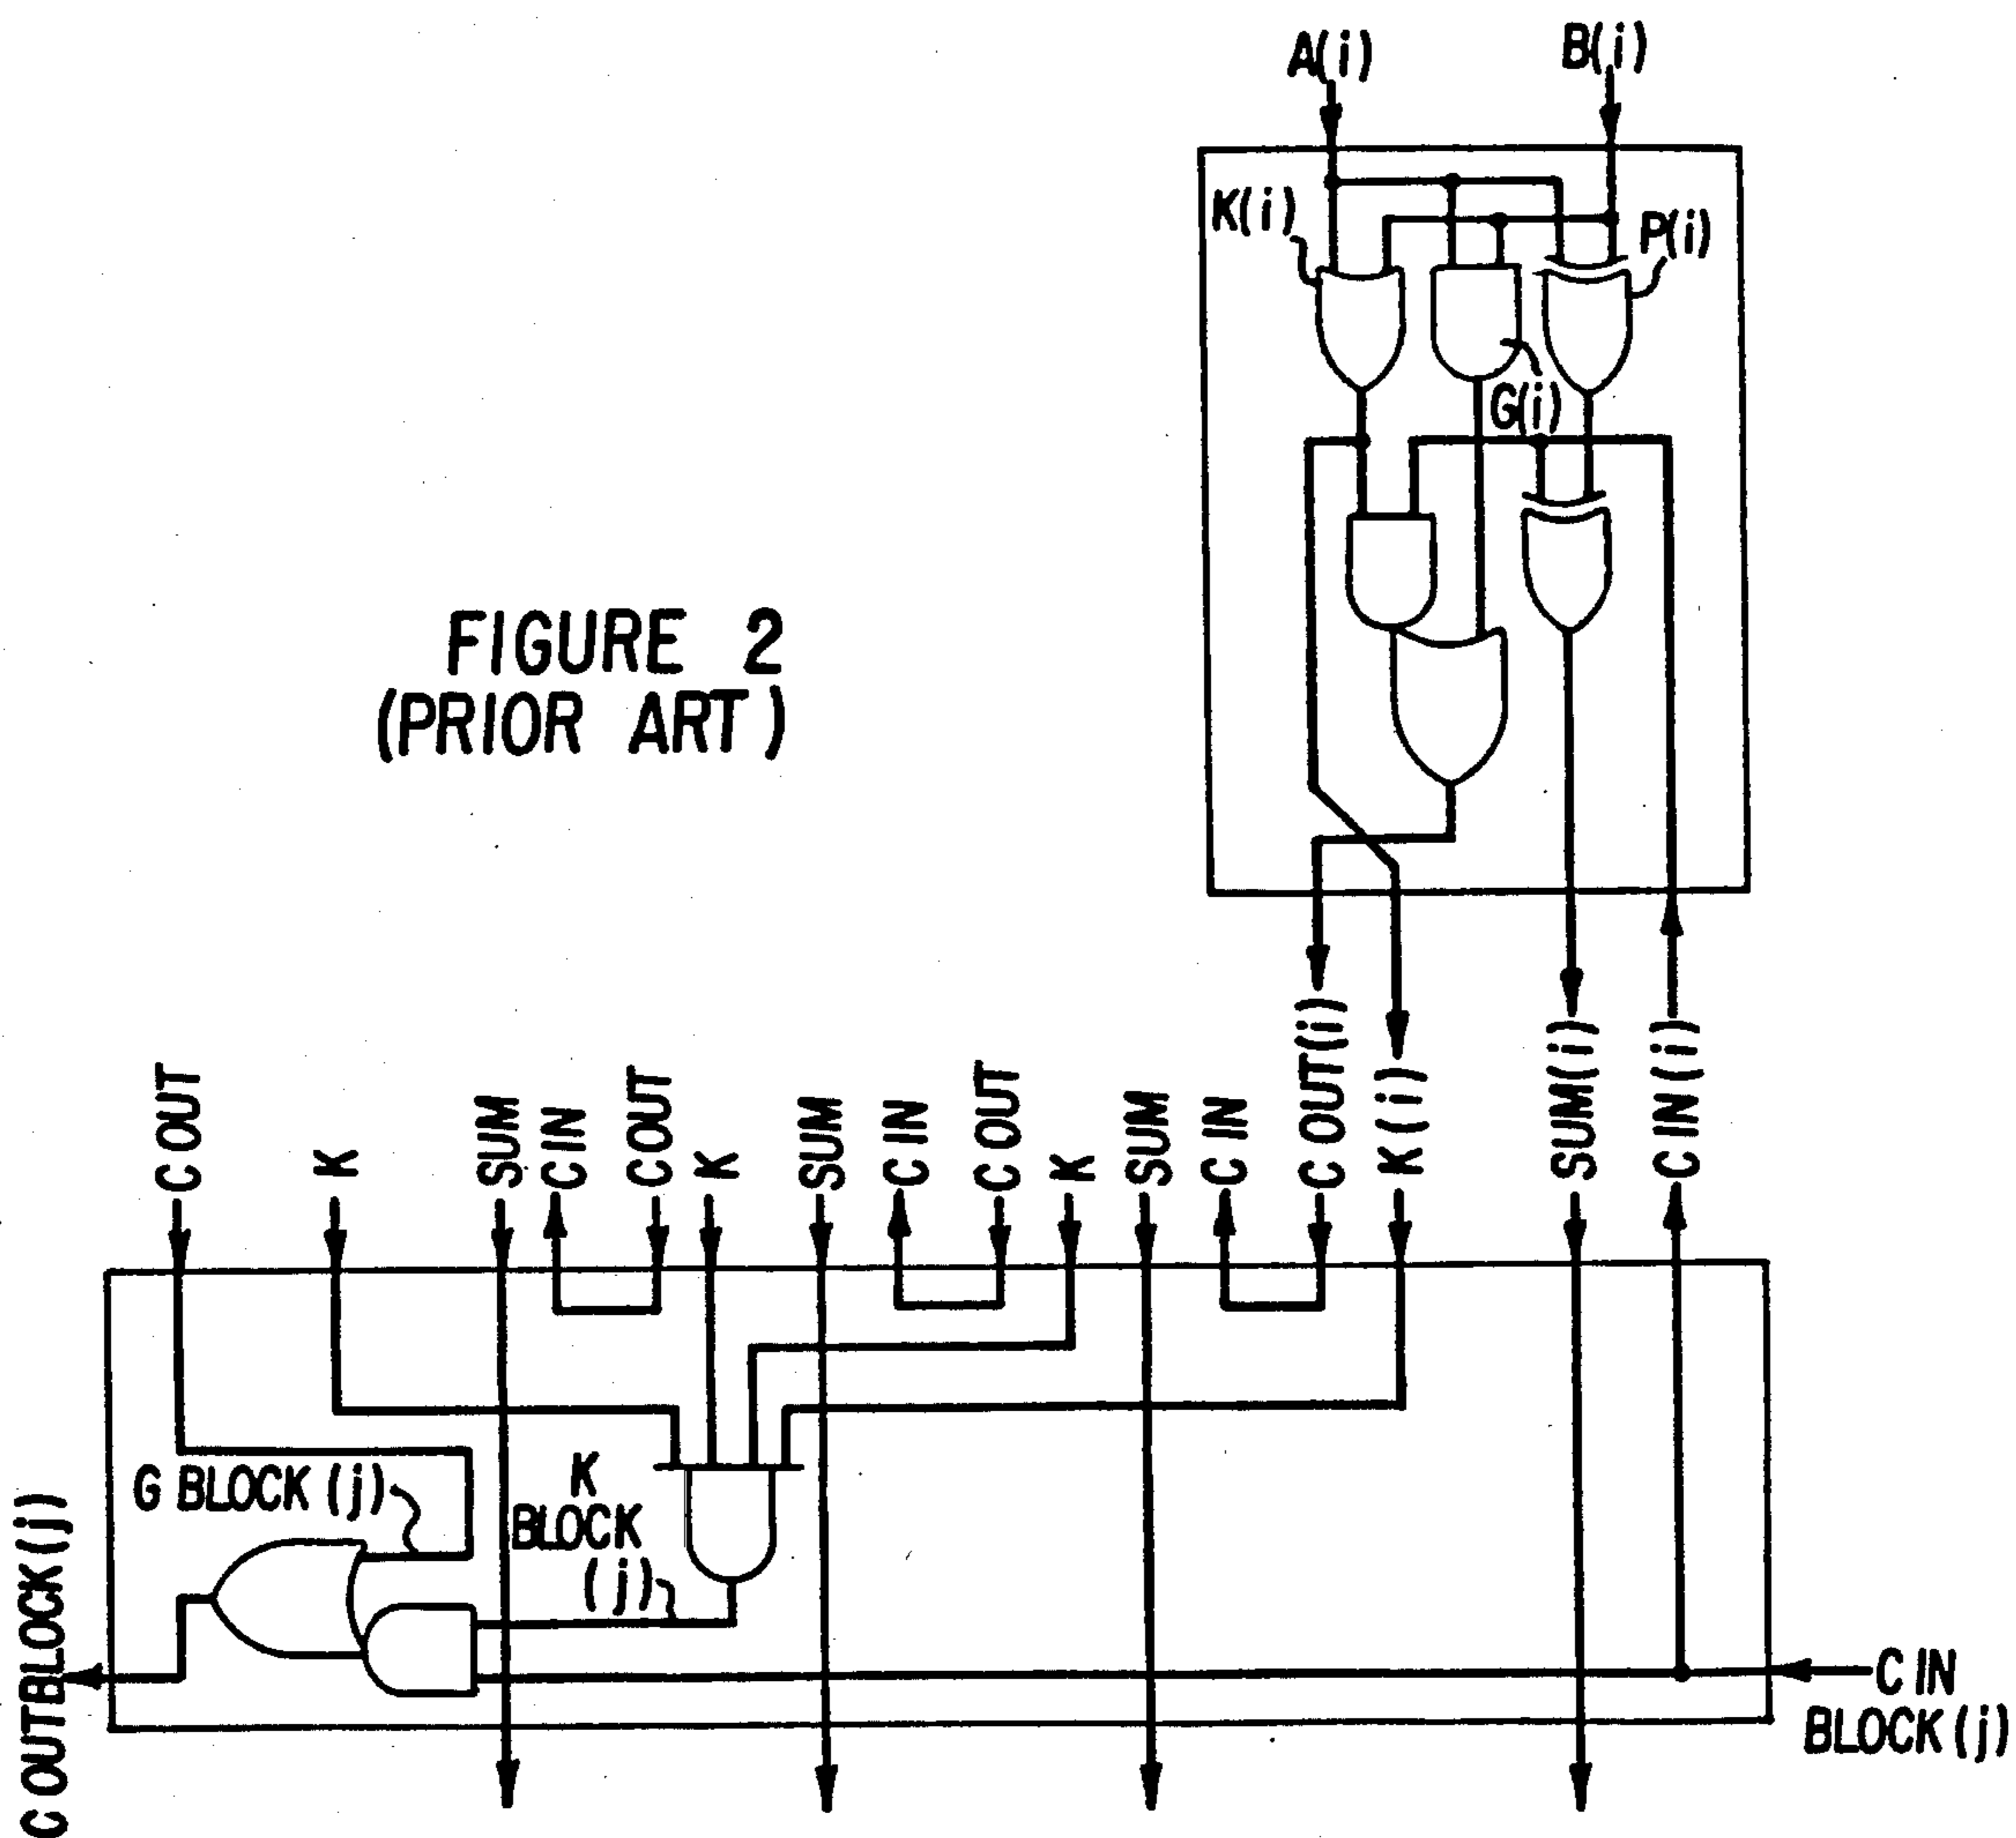 A(i)
B(i)
K(i)
P(i)
G(i)
FIGURE 2
(PRIOR ART)
C OUT
K
SUM
C IN
C OUT
K
SUM
C IN
C OUT
K
SUM
C IN
C OUT(i)
K(i)
SUM(i)
C IN(i)
G BLOCK (j)
K
BLOCK
(j)
C OUTBLOCK(j)
C IN
BLOCK(j)